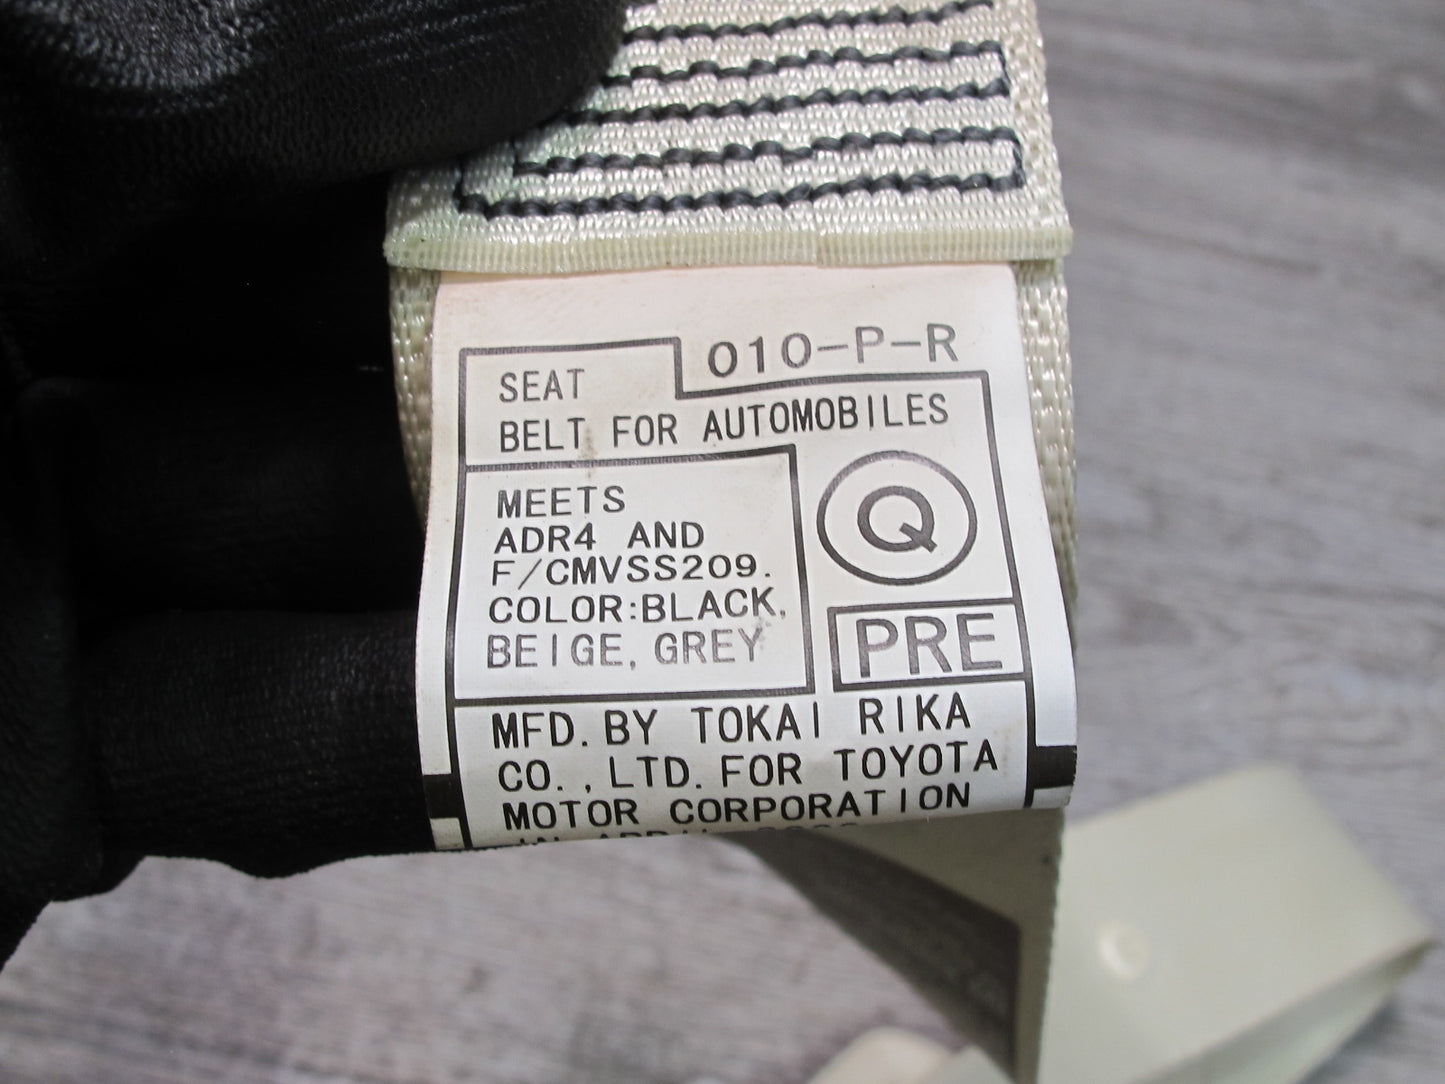 010-P-R
SEAT
BELT FOR AUTOMOBILES
MEETS
ADR4 AND
F/CMVSS209.
COLOR:BLACK,
BEIGE, GREY
Q
PRE
MFD. BY TOKAI RIKA
CO., LTD. FOR TOYOTA
MOTOR CORPORATION